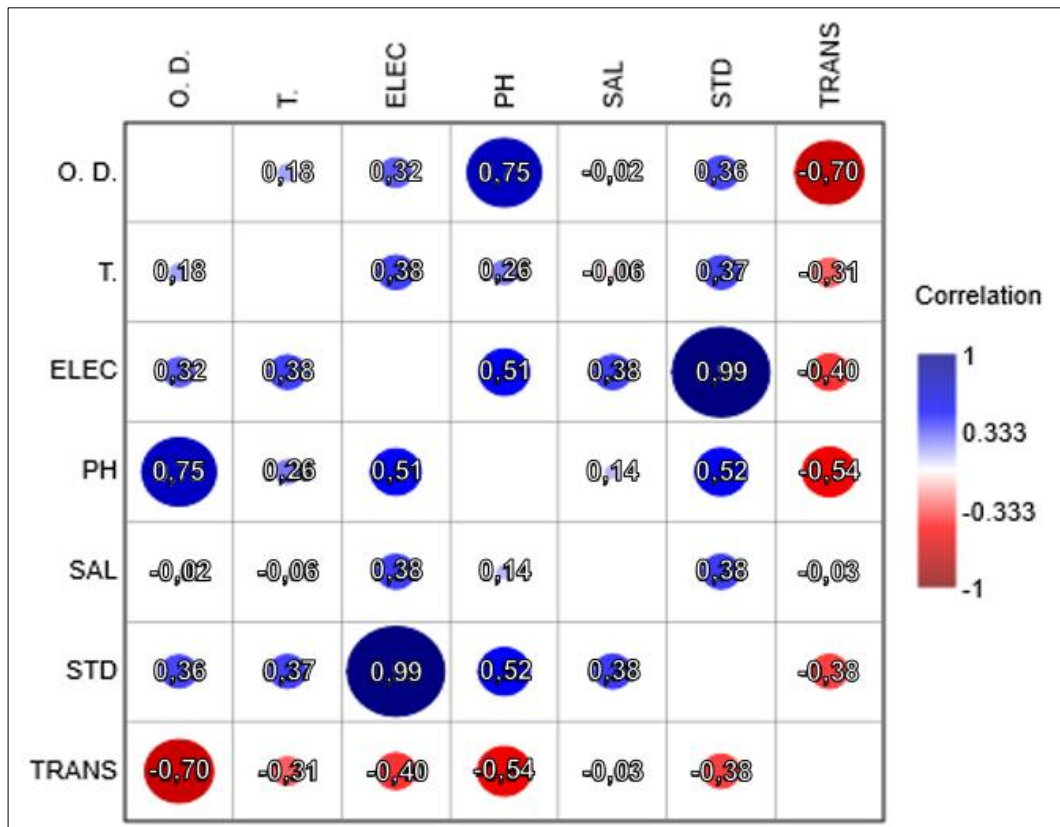 O. D. T. ELEC PH SAL STD TRANS
O. D. 0,18 0,32 0,75 -0,02 0,36 -0,70
T. 0,18 0,38 0,26 -0,06 0,37 -0,31
ELEC 0,32 0,38 0,51 0,38 0,99 -0,40
PH 0,75 0,26 0,51 0,14 0,52 -0,54
SAL -0,02 -0,06 0,38 0,14 0,38 -0,03
STD 0,36 0,37 0,99 0,52 0,38 -0,38
TRANS -0,70 -0,31 -0,40 -0,54 -0,03 -0,38
Correlation
1
0.333
-0.333
-1